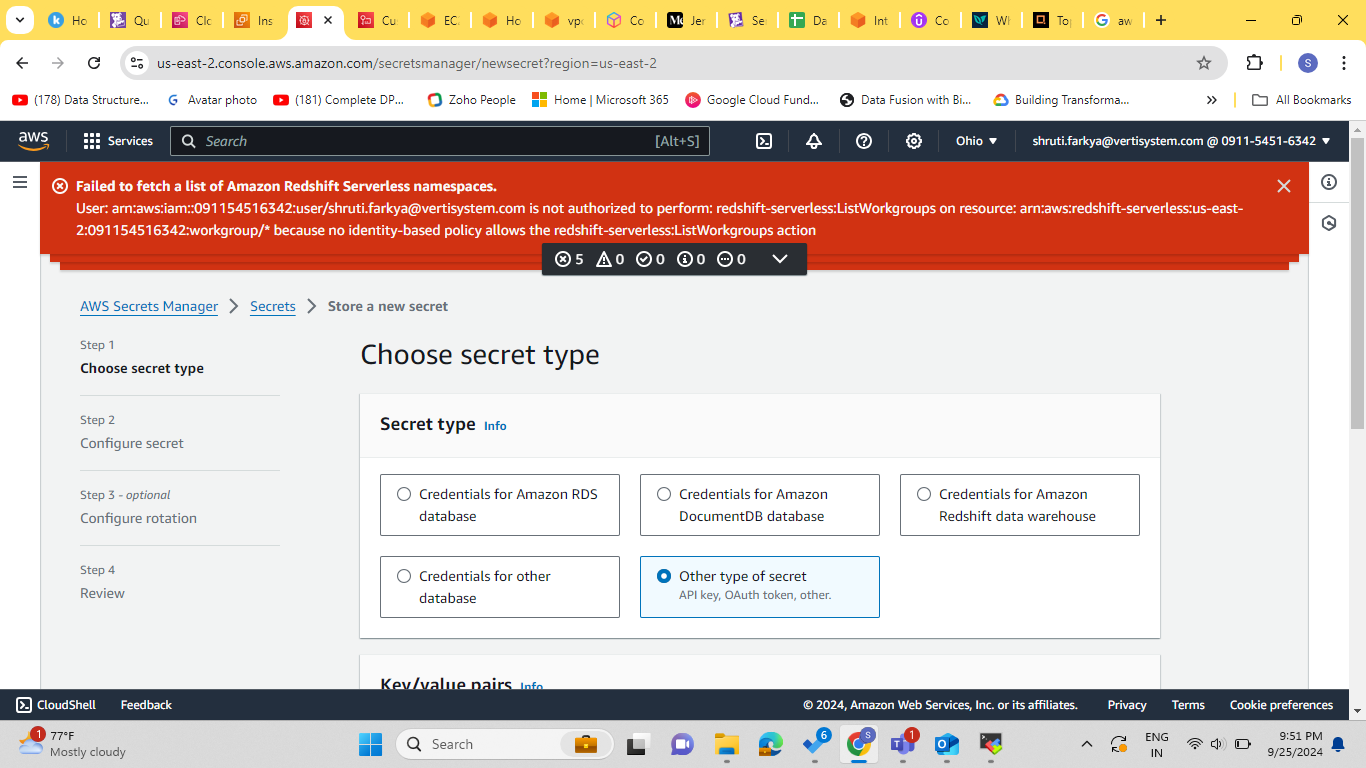 Ho
Qu
Clo
Ins
Cu
EC
Ho
vpc
Co
Jer
Se
Da
Int
Co
Wh
Top
aw
us-east-2.console.aws.amazon.com/secretsmanager/newsecret?region=us-east-2
S
(178) Data Structure...
Avatar photo
(181) Complete DP...
Zoho People
Home | Microsoft 365
Google Cloud Fund...
Data Fusion with Bi...
Building Transforma...
All Bookmarks
aws
Services
Search
[Alt+S]
Ohio
shruti.farkya@vertisystem.com @ 0911-5451-6342
Failed to fetch a list of Amazon Redshift Serverless namespaces.
User: arn:aws:iam::091154516342:user/shruti.farkya@vertisystem.com is not authorized to perform: redshift-serverless:ListWorkgroups on resource: arn:aws:redshift-serverless:us-east-
2:091154516342:workgroup/* because no identity-based policy allows the redshift-serverless:ListWorkgroups action
5 0 0 0 0
AWS Secrets Manager
Secrets
Store a new secret
Step 1
Choose secret type
Step 2
Configure secret
Step 3 - optional
Configure rotation
Step 4
Review
Choose secret type
Secret type Info
Credentials for Amazon RDS
database
Credentials for Amazon
DocumentDB database
Credentials for Amazon
Redshift data warehouse
Credentials for other
database
Other type of secret
API key, OAuth token, other.
Key/value pairs Info
CloudShell
Feedback
© 2024, Amazon Web Services, Inc. or its affiliates.
Privacy
Terms
Cookie preferences
1
77°F
Mostly cloudy
Search
6
S
1
ENG
IN
9:51 PM
9/25/2024